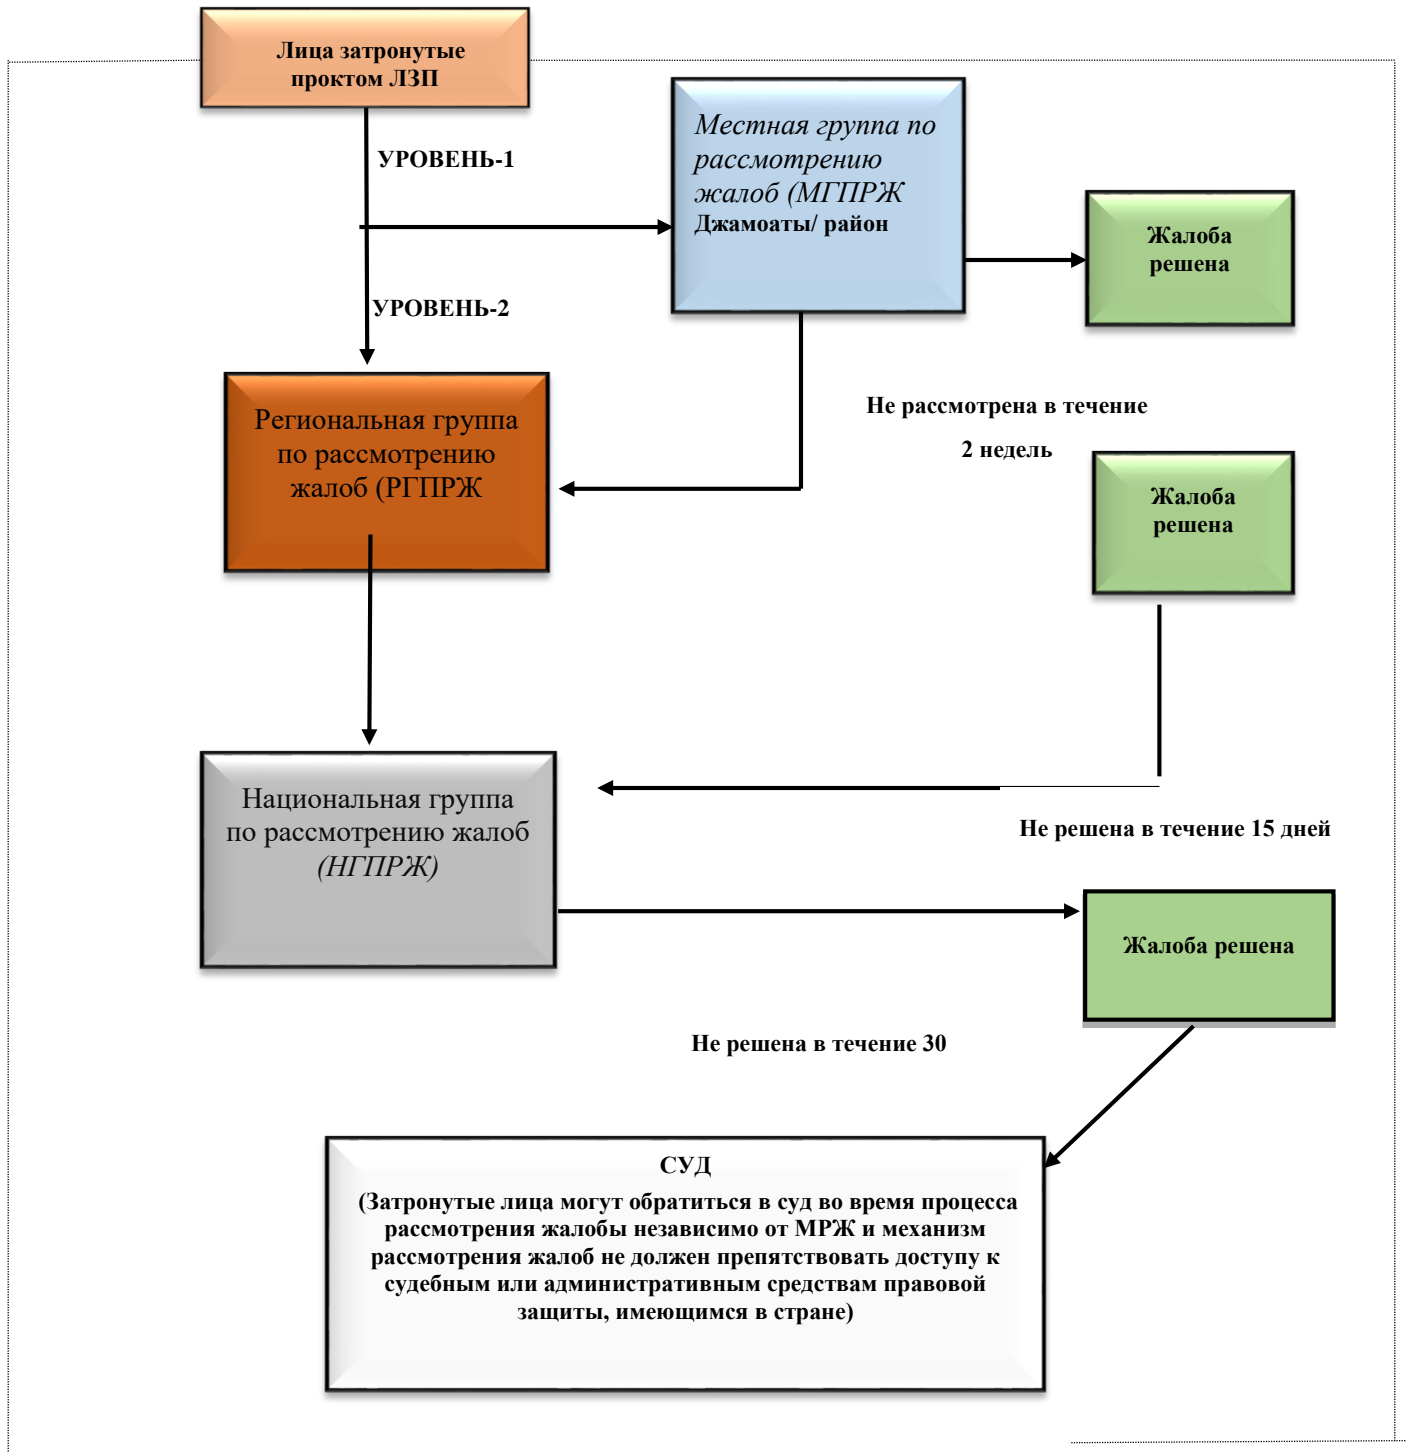 Лица затронутые
проктом ЛЗП
УРОВЕНЬ-1
Местная группа по
рассмотрению
жалоб (МГПРЖ
Джамоаты/ район
Жалоба
решена
УРОВЕНЬ-2
Региональная группа
по рассмотрению
жалоб (РГПРЖ
Не рассмотрена в течение
2 недель
Жалоба
решена
Национальная группа
по рассмотрению жалоб
(НГПРЖ)
Не решена в течение 15 дней
Жалоба решена
Не решена в течение 30
СУД
(Затронутые лица могут обратиться в суд во время процесса
рассмотрения жалобы независимо от МРЖ и механизм
рассмотрения жалоб не должен препятствовать доступу к
судебным или административным средствам правовой
защиты, имеющимся в стране)